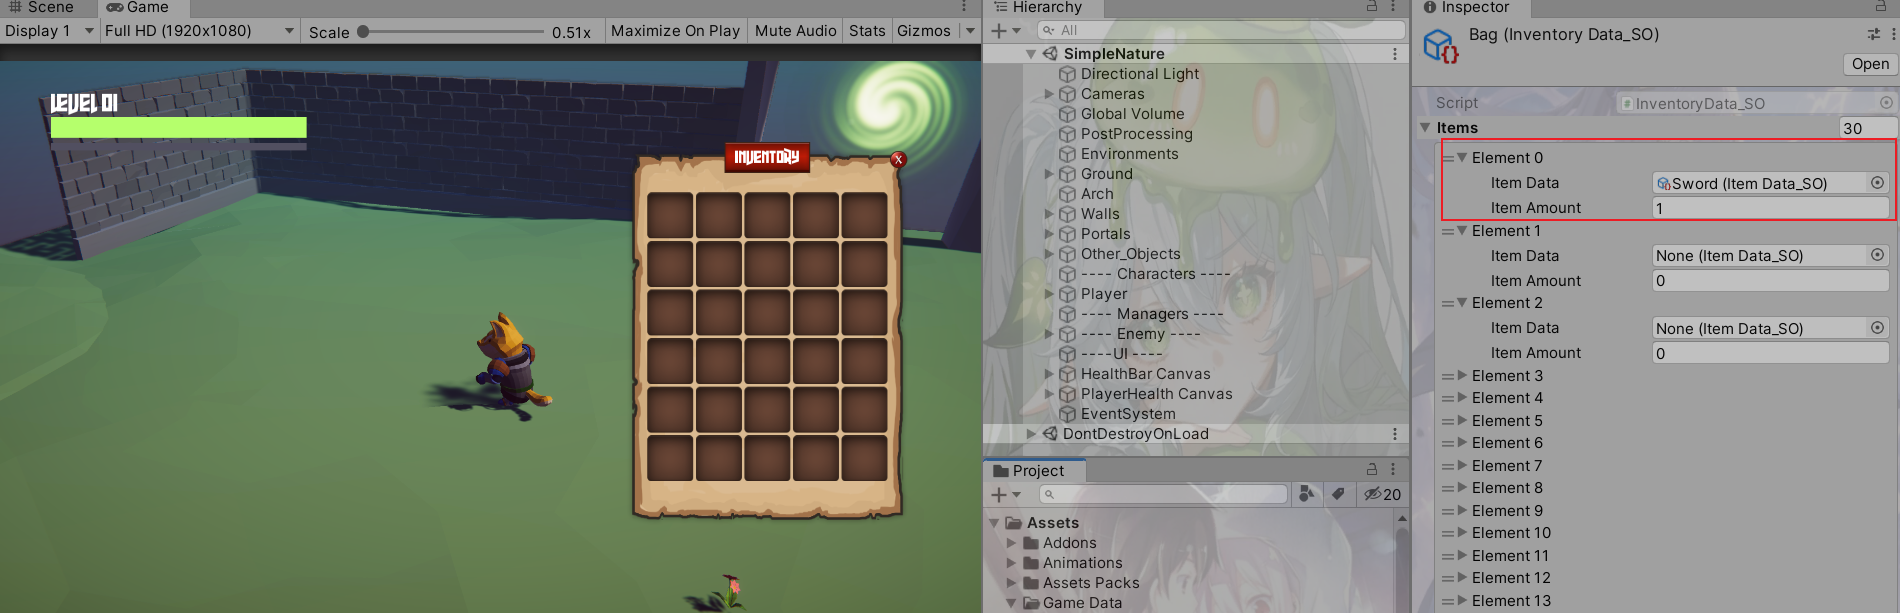 Scene
Game
Display 1
Full HD (1920x1080)
Scale
0.51x
Maximize On Play
Mute Audio
Stats
Gizmos
LEVEL 01
INVENTORY
X
Hierarchy
All
SimpleNature
Directional Light
Cameras
Global Volume
PostProcessing
Environments
Ground
Arch
Walls
Portals
Other_Objects
---- Characters ----
Player
---- Managers ----
---- Enemy ----
----UI ----
HealthBar Canvas
PlayerHealth Canvas
EventSystem
DontDestroyOnLoad
Project
20
Assets
Addons
Animations
Assets Packs
Game Data
Inspector
Bag (Inventory Data_SO)
Open
Script
InventoryData_SO
Items
30
Element 0
Item Data
Sword (Item Data_SO)
Item Amount
1
Element 1
Item Data
None (Item Data_SO)
Item Amount
0
Element 2
Item Data
None (Item Data_SO)
Item Amount
0
Element 3
Element 4
Element 5
Element 6
Element 7
Element 8
Element 9
Element 10
Element 11
Element 12
Element 13